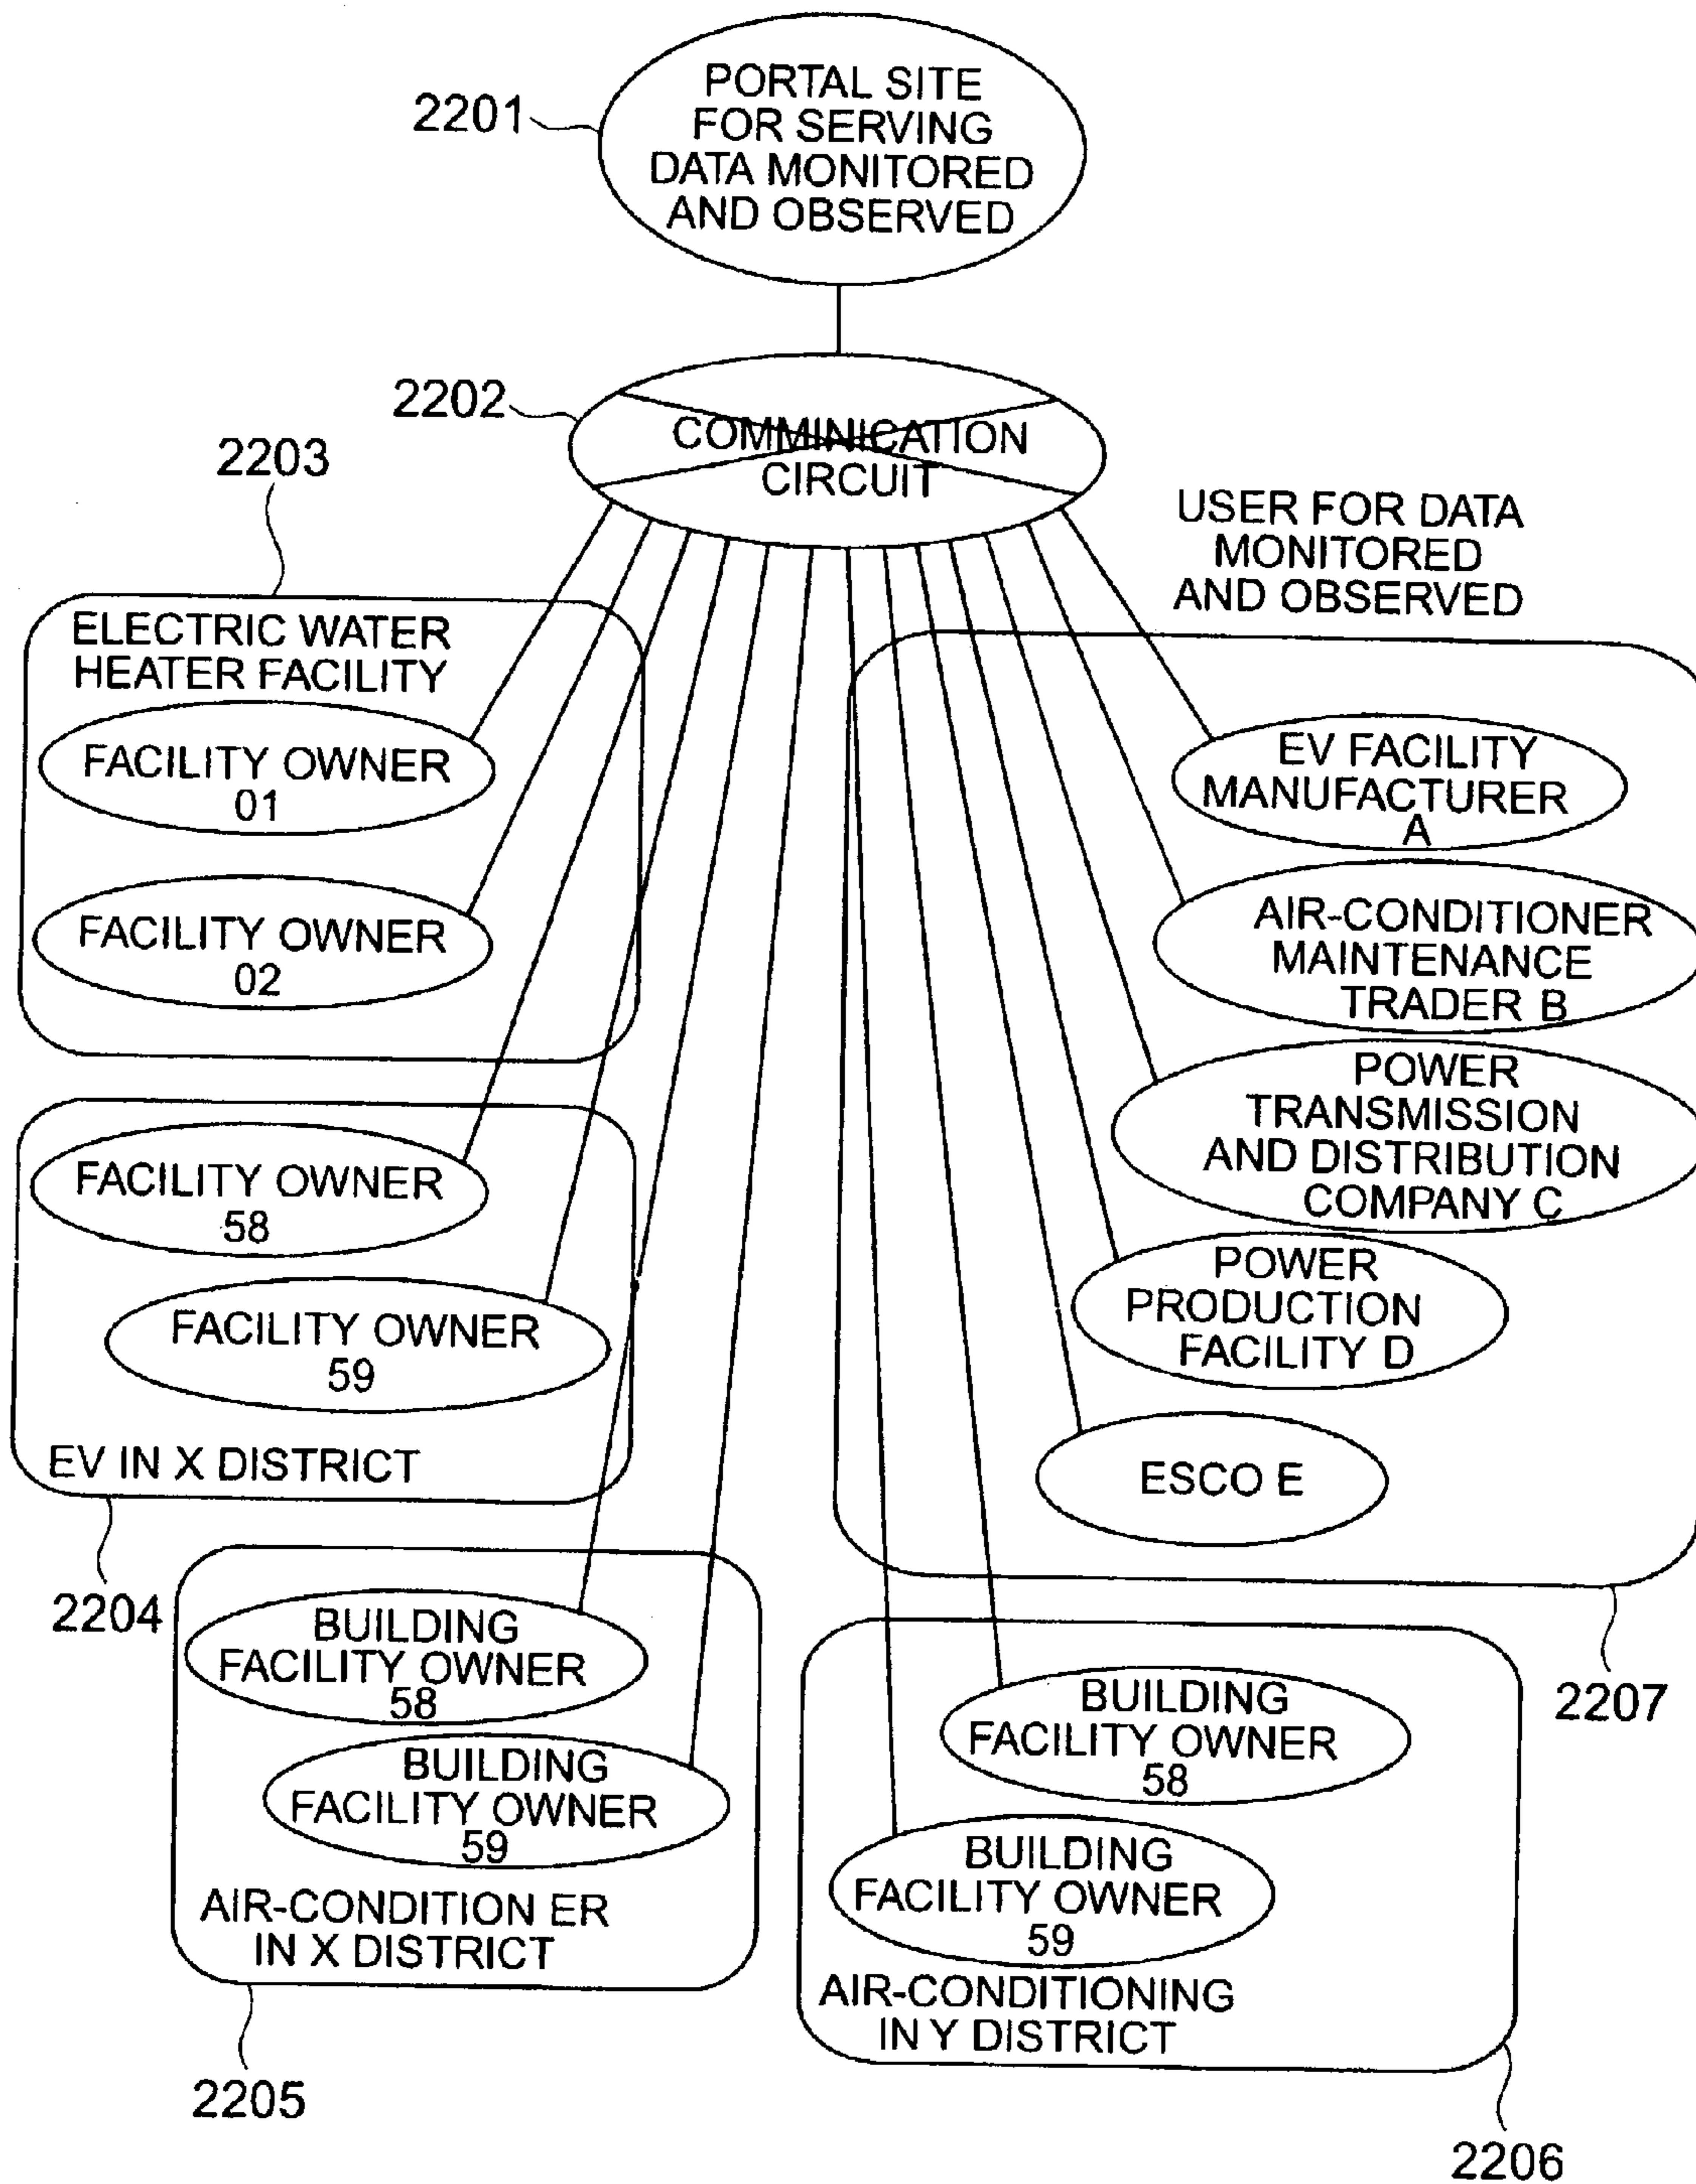 2201
PORTAL SITE
FOR SERVING
DATA MONITORED
AND OBSERVED
2202
COMMINICATION
CIRCUIT
2203
ELECTRIC WATER
HEATER FACILITY
FACILITY OWNER
01
FACILITY OWNER
02
FACILITY OWNER
58
FACILITY OWNER
59
EV IN X DISTRICT
2204
BUILDING
FACILITY OWNER
58
BUILDING
FACILITY OWNER
59
AIR-CONDITION ER
IN X DISTRICT
2205
USER FOR DATA
MONITORED
AND OBSERVED
EV FACILITY
MANUFACTURER
A
AIR-CONDITIONER
MAINTENANCE
TRADER B
POWER
TRANSMISSION
AND DISTRIBUTION
COMPANY C
POWER
PRODUCTION
FACILITY D
ESCO E
2207
BUILDING
FACILITY OWNER
58
BUILDING
FACILITY OWNER
59
AIR-CONDITIONING
IN Y DISTRICT
2206